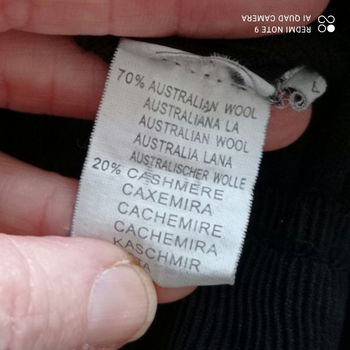 REDMI NOTE 9
AI QUAD CAMERA
70% AUSTRALIAN WOOL
AUSTRALIANA LA
AUSTRALIAN WOOL
AUSTRALIA LANA
AUSTRALISCHER WOLLE
20% CASHMERE
CAXEMIRA
CACHEMIRE
CACHEMIRA
KASCHMIR